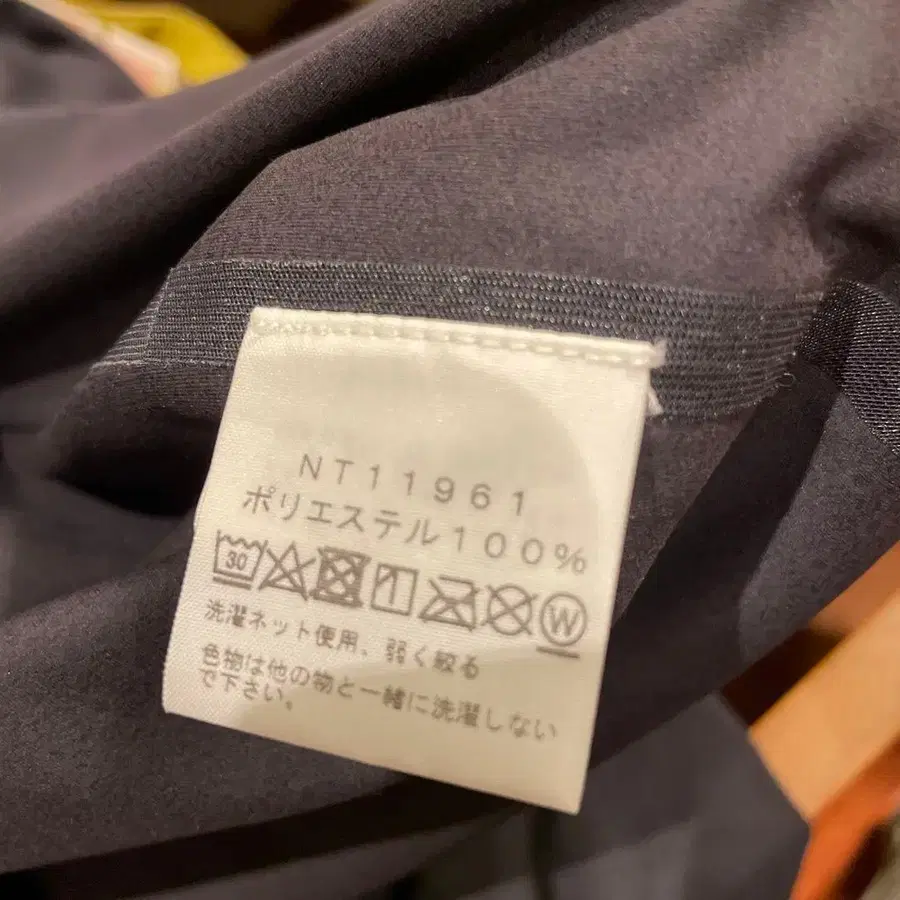 NT11961
ポリエステル100%
30 W
洗濯ネット使用、弱く絞る
色物は他の物と一緒に洗濯しない
で下さい。